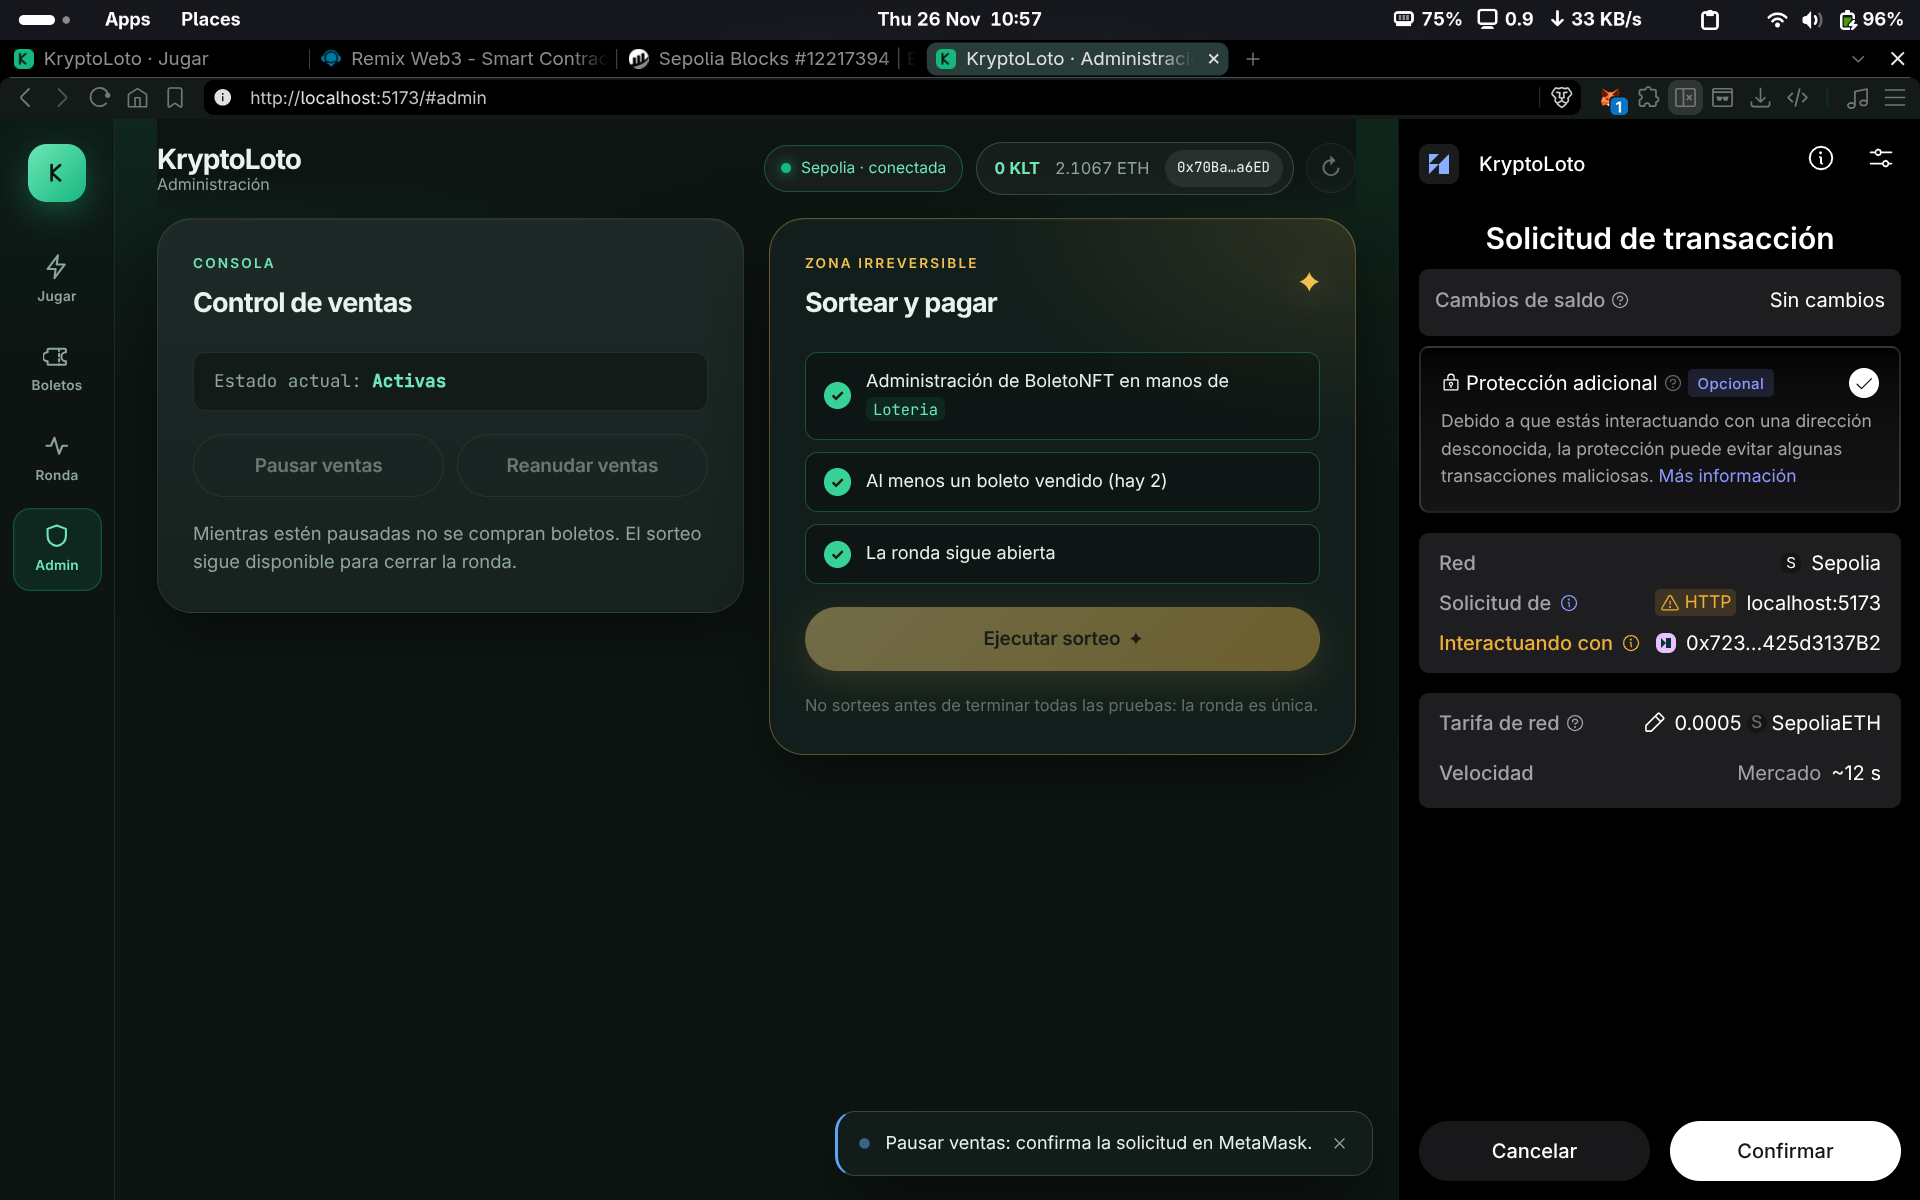 Apps Places
Thu 26 Nov 10:57
75% 0.9 33 KB/s 96%
KryptoLoto · Jugar
Remix Web3 - Smart Contrac
Sepolia Blocks #12217394
KryptoLoto · Administraci
http://localhost:5173/#admin
1
K
Jugar
Boletos
Ronda
Admin
KryptoLoto
Administración
Sepolia · conectada
0 KLT 2.1067 ETH 0x70Ba…a6ED
CONSOLA
Control de ventas
Estado actual: Activas
Pausar ventas
Reanudar ventas
Mientras estén pausadas no se compran boletos. El sorteo
sigue disponible para cerrar la ronda.
ZONA IRREVERSIBLE
Sortear y pagar
Administración de BoletoNFT en manos de
Loteria
Al menos un boleto vendido (hay 2)
La ronda sigue abierta
Ejecutar sorteo ✦
No sortees antes de terminar todas las pruebas: la ronda es única.
Pausar ventas: confirma la solicitud en MetaMask.
KryptoLoto
Solicitud de transacción
Cambios de saldo Sin cambios
Protección adicional Opcional
Debido a que estás interactuando con una dirección
desconocida, la protección puede evitar algunas
transacciones maliciosas. Más información
Red S Sepolia
Solicitud de HTTP localhost:5173
Interactuando con 0x723...425d3137B2
Tarifa de red 0.0005 S SepoliaETH
Velocidad Mercado ~12 s
Cancelar
Confirmar